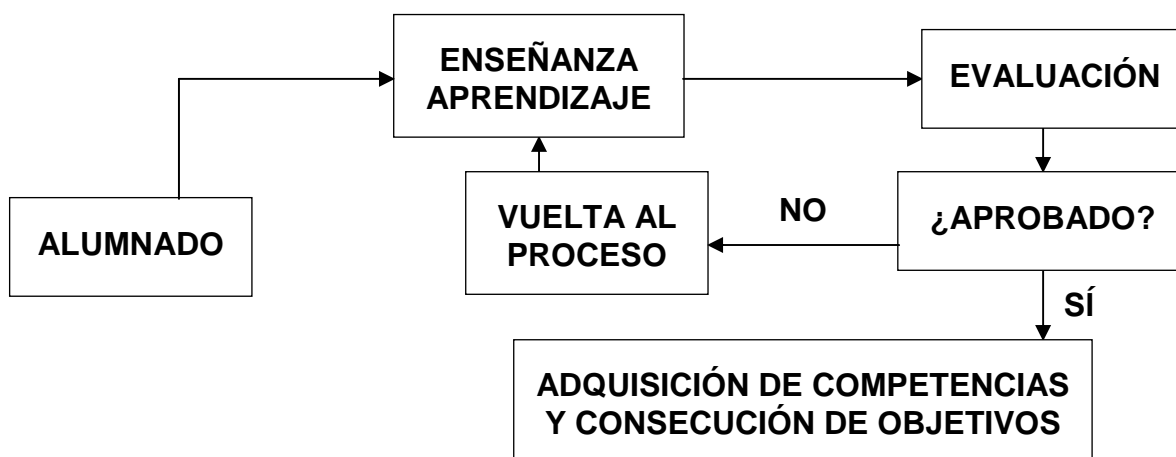 ENSEÑANZA
APRENDIZAJE
EVALUACIÓN
ALUMNADO
VUELTA AL
PROCESO
NO
¿APROBADO?
SÍ
ADQUISICIÓN DE COMPETENCIAS
Y CONSECUCIÓN DE OBJETIVOS